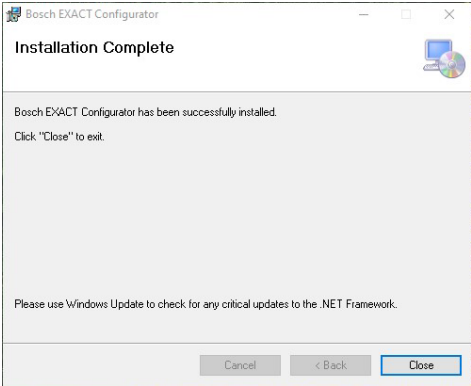 Bosch EXACT Configurator
Installation Complete
Bosch EXACT Configurator has been successfully installed.
Click "Close" to exit.
Please use Windows Update to check for any critical updates to the .NET Framework.
Cancel
< Back
Close